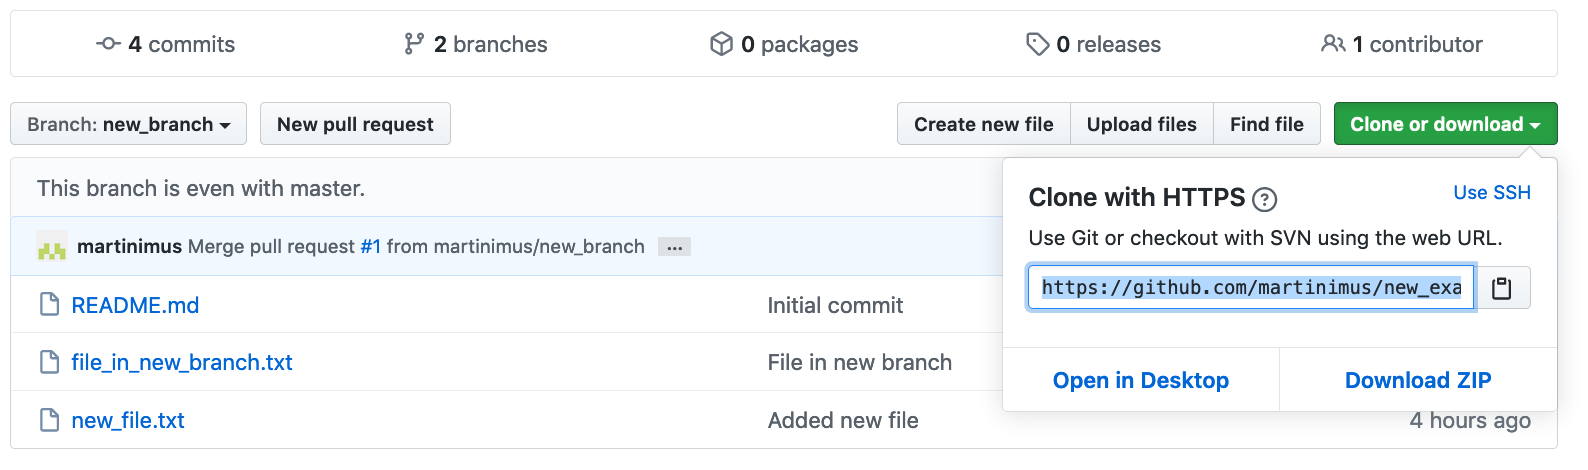 4 commits
2 branches
0 packages
0 releases
1 contributor
Branch: new_branch
New pull request
Create new file
Upload files
Find file
Clone or download
This branch is even with master.
martinimus Merge pull request #1 from martinimus/new_branch ...
README.md
Initial commit
file_in_new_branch.txt
File in new branch
new_file.txt
Added new file
4 hours ago
Clone with HTTPS ?
Use SSH
Use Git or checkout with SVN using the web URL.
https://github.com/martinimus/new_exa
Open in Desktop
Download ZIP